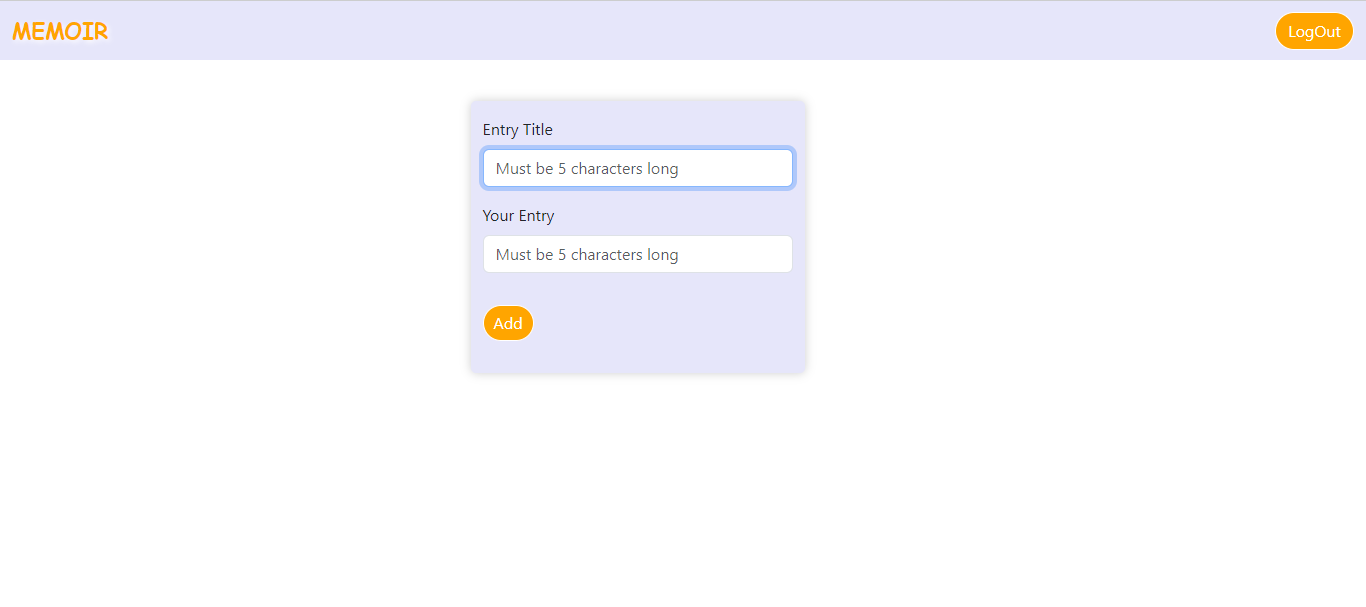 MEMOIR
LogOut
Entry Title
Must be 5 characters long
Your Entry
Must be 5 characters long
Add